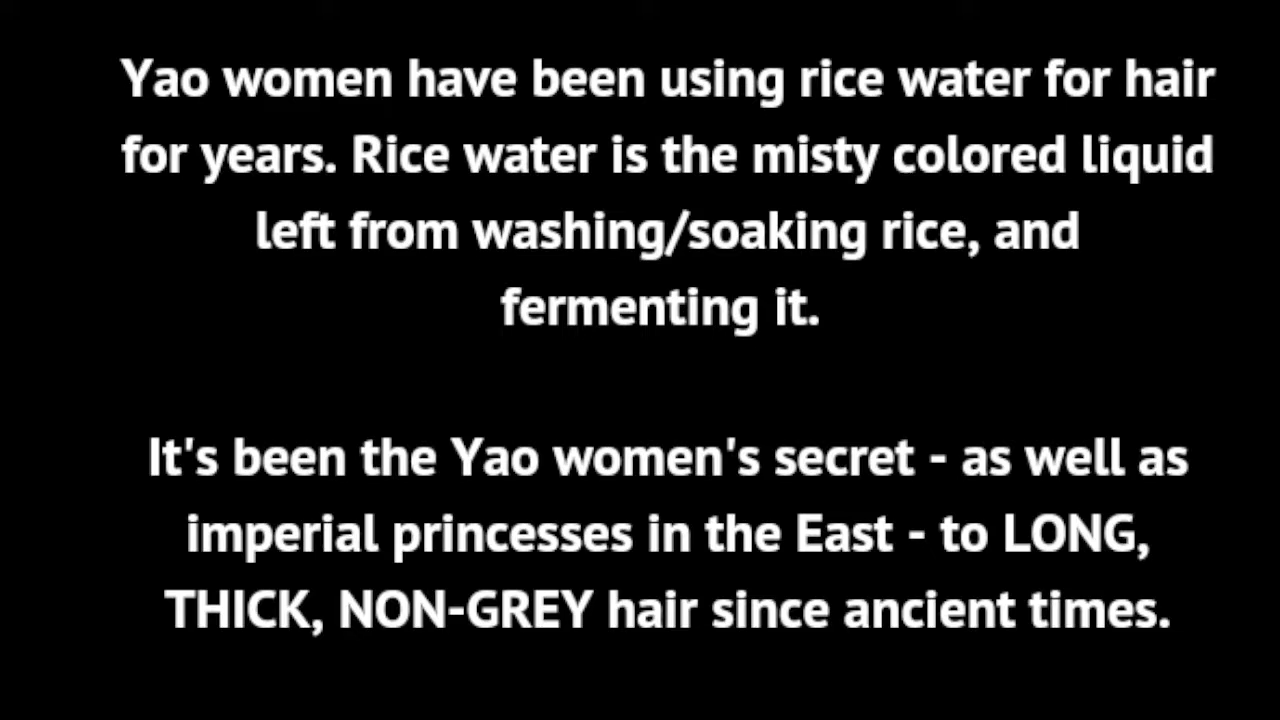 Yao women have been using rice water for hair
for years. Rice water is the misty colored liquid
left from washing/soaking rice, and
fermenting it.
It's been the Yao women's secret - as well as
imperial princesses in the East - to LONG,
THICK, NON-GREY hair since ancient times.